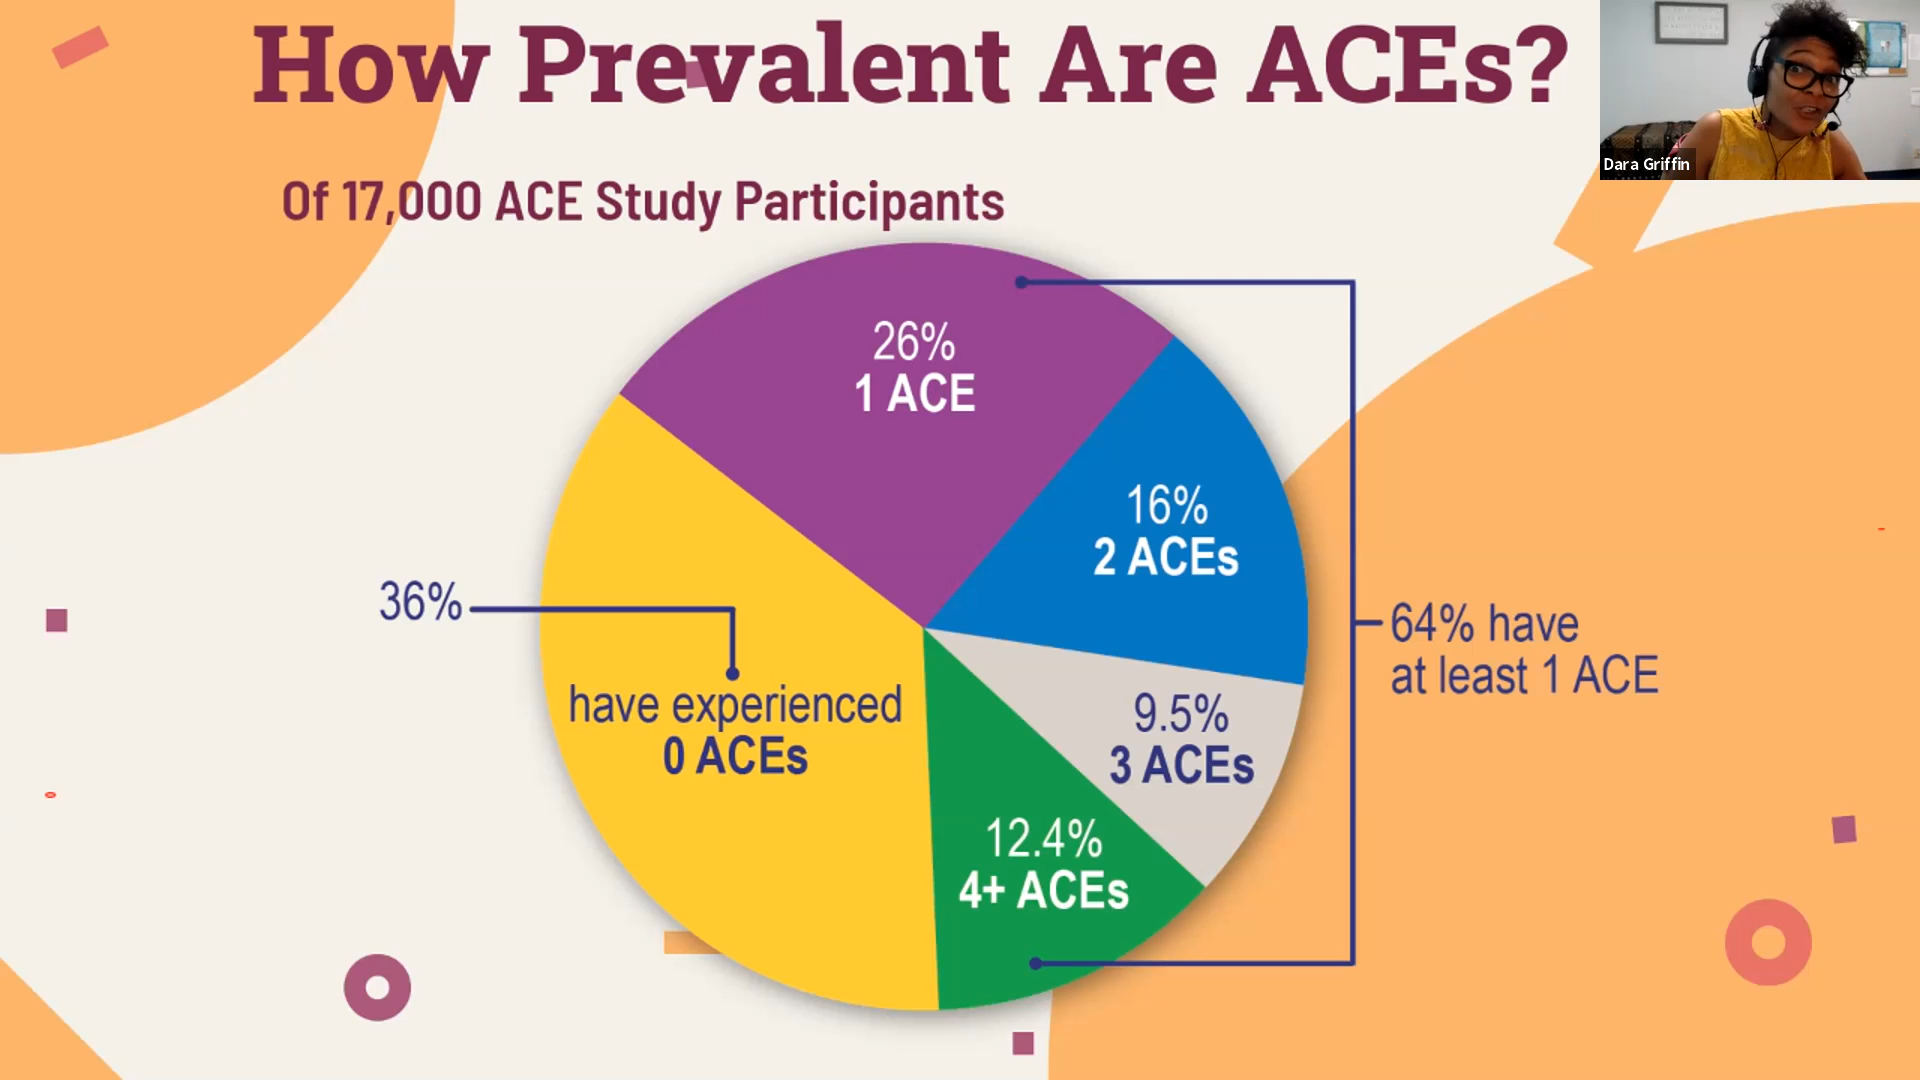 How Prevalent Are ACEs?
Dara Griffin
Of 17,000 ACE Study Participants
26%
1 ACE
16%
2 ACEs
36%
have experienced
0 ACEs
64% have
at least 1 ACE
9.5%
3 ACEs
12.4%
4+ ACEs